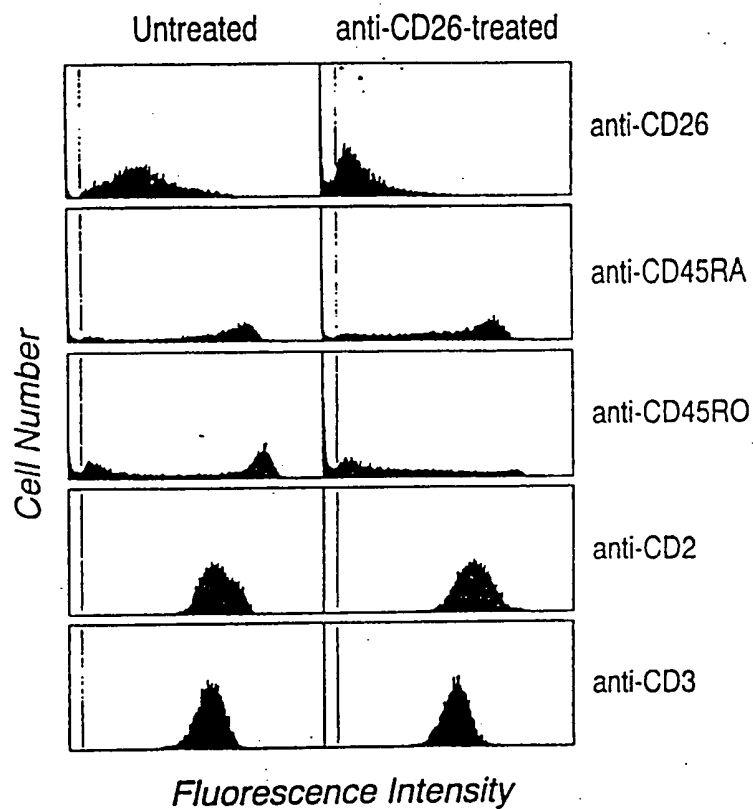 Untreated anti-CD26-treated
anti-CD26
anti-CD45RA
anti-CD45RO
anti-CD2
anti-CD3
Cell Number
Fluorescence Intensity